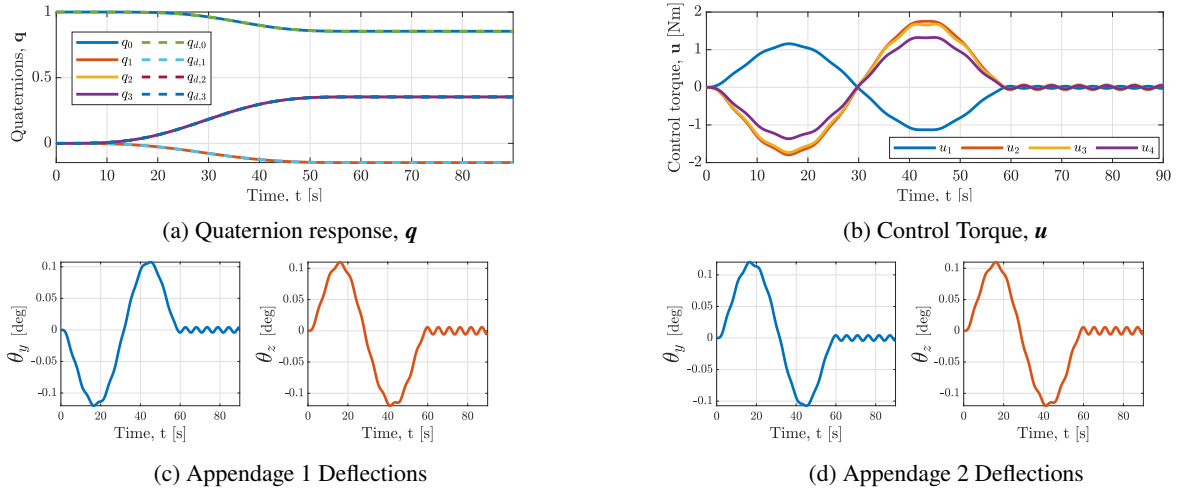 Quaternions, q
1
0.5
0
q0 qd,0
q1 qd,1
q2 qd,2
q3 qd,3
0 10 20 30 40 50 60 70 80
Time, t [s]
(a) Quaternion response, q
Control torque, u [Nm]
2
1
0
-1
-2
u1 u2 u3 u4
0 10 20 30 40 50 60 70 80 90
Time, t [s]
(b) Control Torque, u
θy [deg]
0.1
0.05
0
-0.05
-0.1
0 20 40 60 80
Time, t [s]
θz [deg]
0.1
0.05
0
-0.05
-0.1
0 20 40 60 80
Time, t [s]
(c) Appendage 1 Deflections
θy [deg]
0.1
0.05
0
-0.05
-0.1
0 20 40 60 80
Time, t [s]
θz [deg]
0.1
0.05
0
-0.05
-0.1
0 20 40 60 80
Time, t [s]
(d) Appendage 2 Deflections